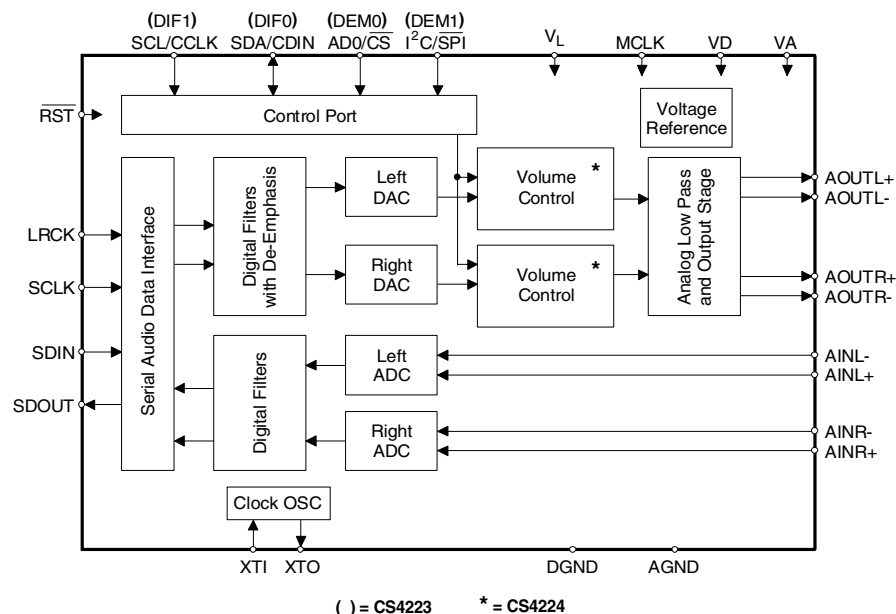 (DIF1) (DIF0) (DEM0) (DEM1)
SCL/CCLK SDA/CDIN AD0/C̅S̅ I²C/S̅P̅I̅ VL MCLK VD VA
R̅S̅T̅
Control Port
Voltage
Reference
Serial Audio Data Interface
Digital Filters
with De-Emphasis
Left
DAC
Volume
Control
*
Analog Low Pass
and Output Stage
AOUTL+
AOUTL-
LRCK
Right
DAC
Volume
Control
*
AOUTR+
AOUTR-
SCLK
SDIN
SDOUT
Digital Filters
Left
ADC
AINL-
AINL+
Right
ADC
AINR-
AINR+
Clock OSC
XTI XTO DGND AGND
( ) = CS4223 * = CS4224